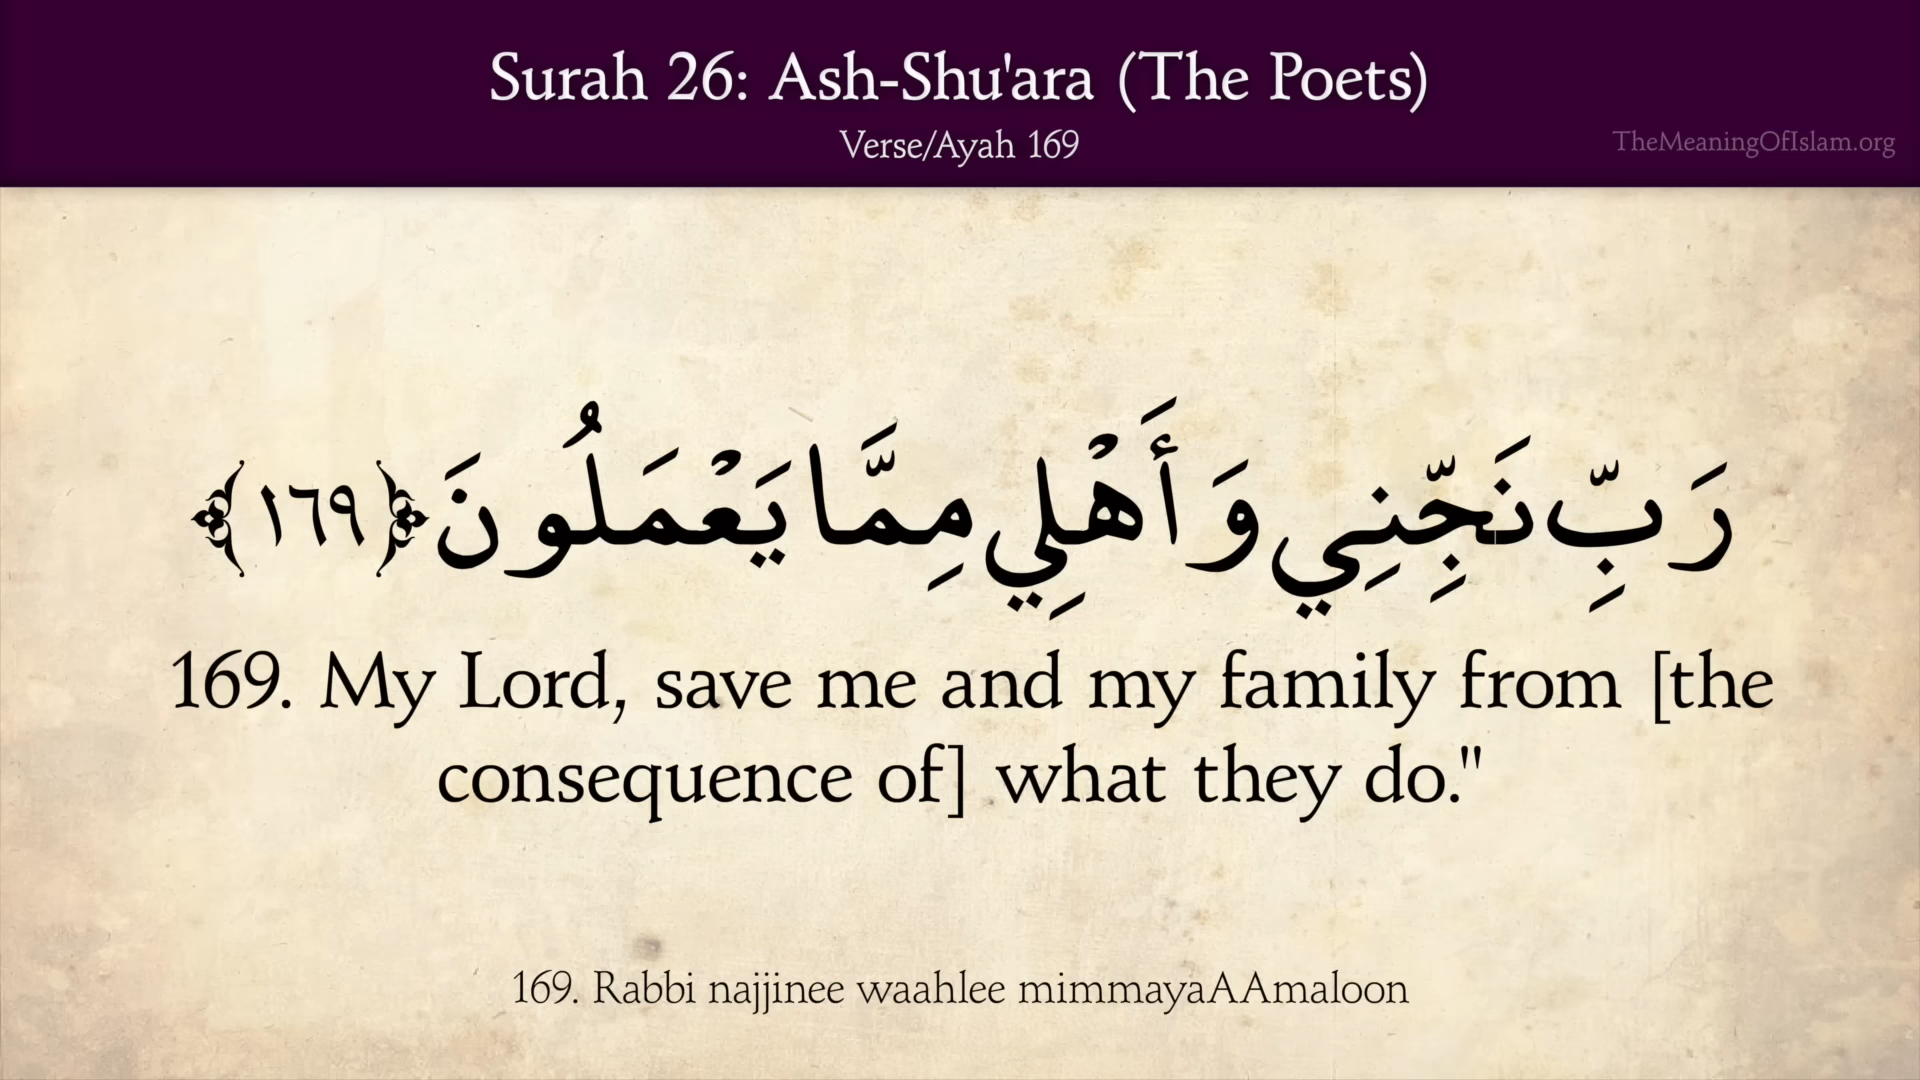 Surah 26: Ash-Shu'ara (The Poets)
Verse/Ayah 169
TheMeaningOfIslam.org
رَبِّ نَجِّنِي وَأَهْلِي مِمَّا يَعْمَلُونَ ﴿١٦٩﴾
169. My Lord, save me and my family from [the
consequence of] what they do."
169. Rabbi najjinee waahlee mimmayaAAmaloon